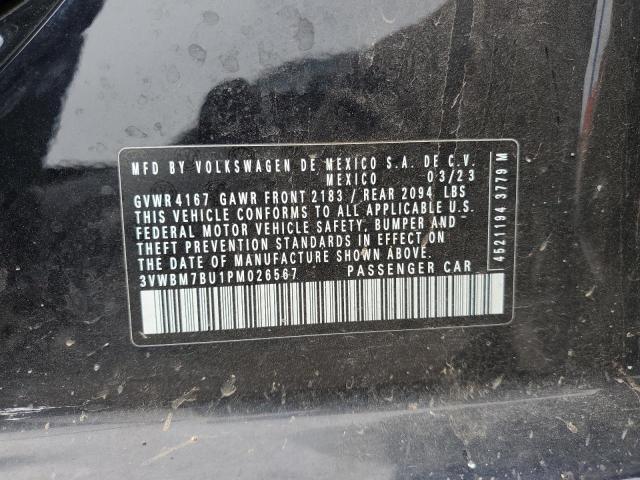 MFD BY VOLKSWAGEN DE MEXICO S.A. DE C.V.
MEXICO 03/23
GVWR 4167 GAWR FRONT 2183 / REAR 2094 LBS
THIS VEHICLE CONFORMS TO ALL APPLICABLE U.S.
FEDERAL MOTOR VEHICLE SAFETY, BUMPER AND
THEFT PREVENTION STANDARDS IN EFFECT ON
THE DATE OF MANUFACTURE SHOWN ABOVE.
3VWBM7BU1PM026567 PASSENGER CAR
4521194 3779 M